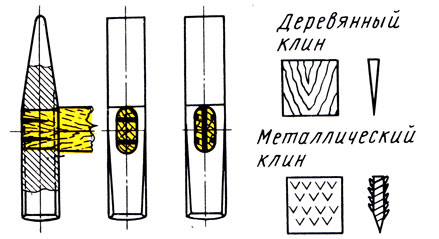 Деревянный
клин
Металлический
клин